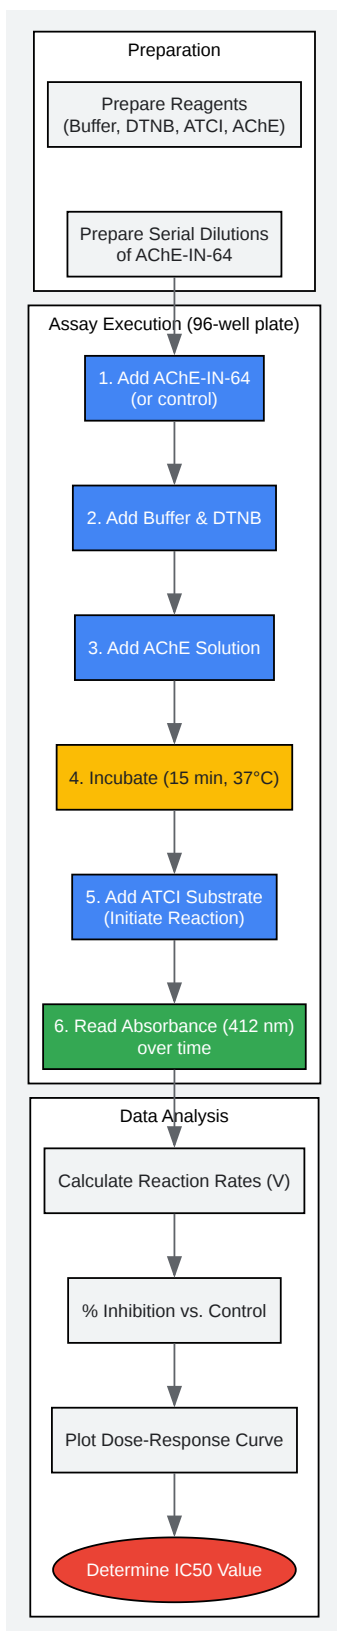 Preparation
Prepare Reagents
(Buffer, DTNB, ATCI, AChE)
Prepare Serial Dilutions
of AChE-IN-64
Assay Execution (96-well plate)
1. Add AChE-IN-64
(or control)
2. Add Buffer & DTNB
3. Add AChE Solution
4. Incubate (15 min, 37°C)
5. Add ATCI Substrate
(Initiate Reaction)
6. Read Absorbance (412 nm)
over time
Data Analysis
Calculate Reaction Rates (V)
% Inhibition vs. Control
Plot Dose-Response Curve
Determine IC50 Value